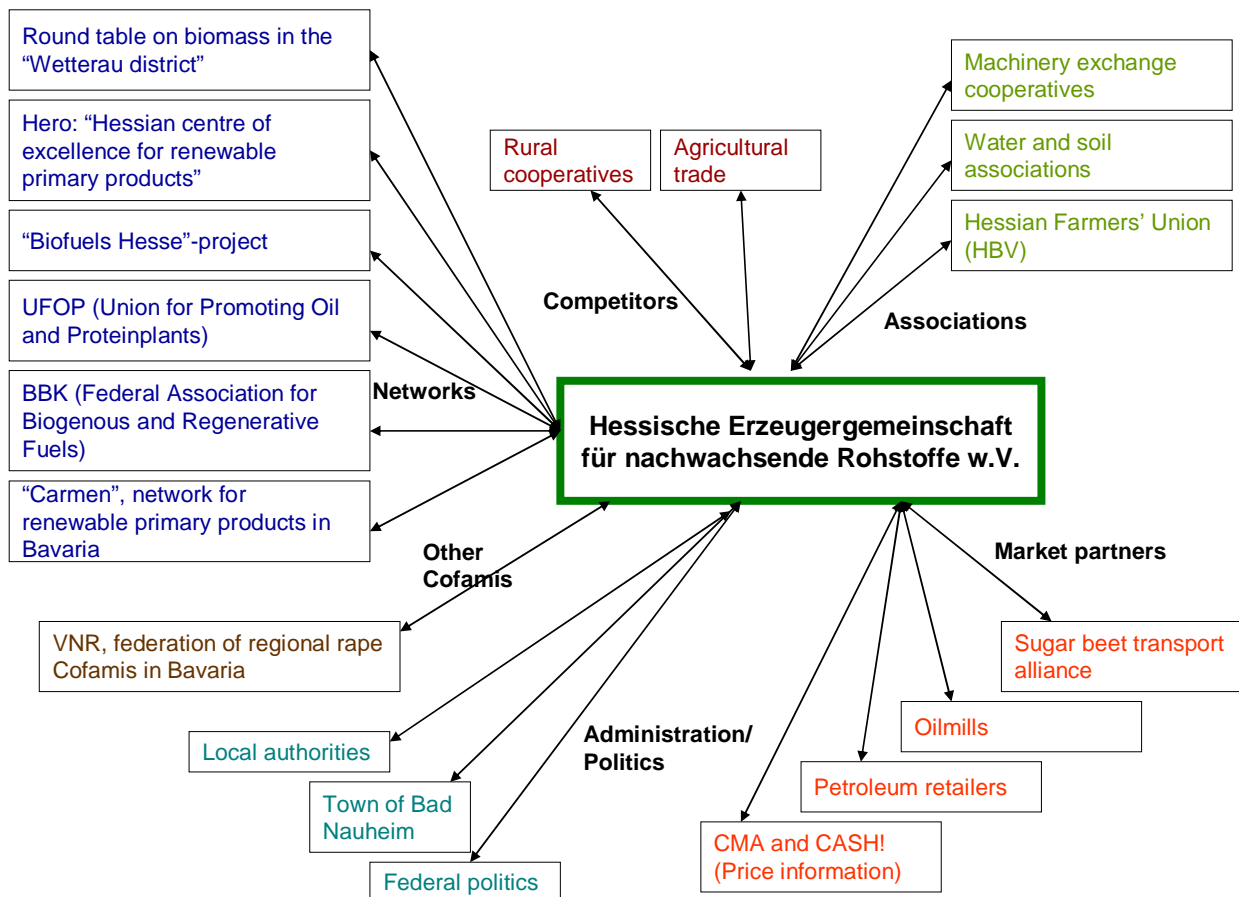 Round table on biomass in the
“Wetterau district”
Hero: “Hessian centre of
excellence for renewable
primary products”
“Biofuels Hesse”-project
UFOP (Union for Promoting Oil
and Proteinplants)
BBK (Federal Association for
Biogenous and Regenerative
Fuels)
“Carmen”, network for
renewable primary products in
Bavaria
Networks
Rural
cooperatives
Agricultural
trade
Competitors
Machinery exchange
cooperatives
Water and soil
associations
Hessian Farmers’ Union
(HBV)
Associations
Hessische Erzeugergemeinschaft
für nachwachsende Rohstoffe w.V.
Other
Cofamis
VNR, federation of regional rape
Cofamis in Bavaria
Administration/
Politics
Local authorities
Town of Bad
Nauheim
Federal politics
Market partners
Sugar beet transport
alliance
Oilmills
Petroleum retailers
CMA and CASH!
(Price information)